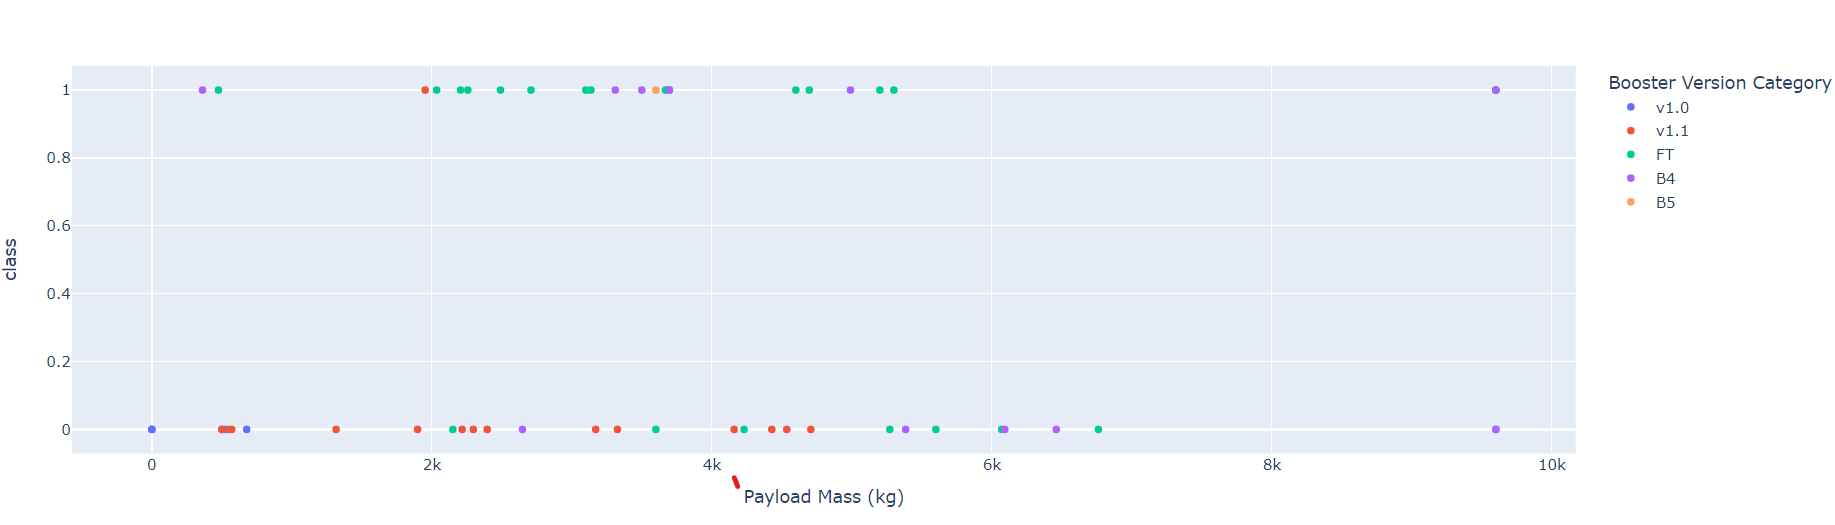 Booster Version Category
v1.0
v1.1
FT
B4
B5
class
1
0.8
0.6
0.4
0.2
0
0 2k 4k 6k 8k 10k
Payload Mass (kg)